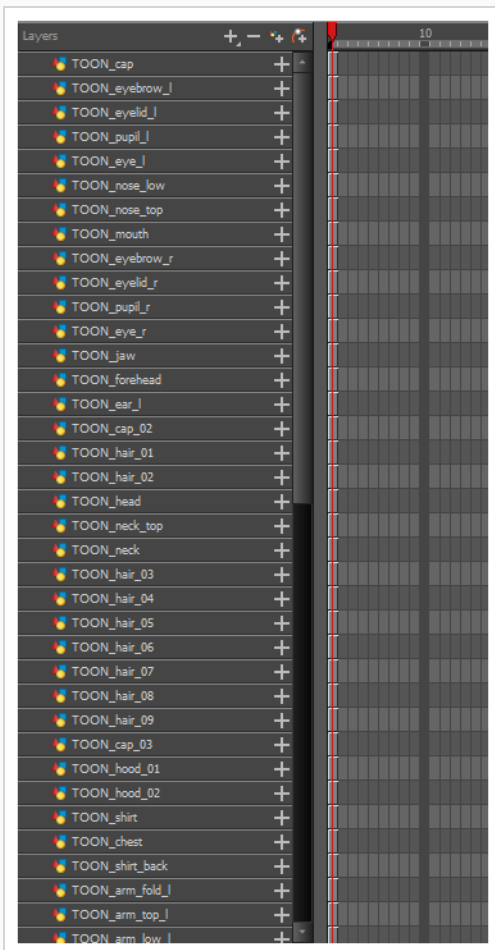 Layers
10
TOON_cap
TOON_eyebrow_l
TOON_eyelid_l
TOON_pupil_l
TOON_eye_l
TOON_nose_low
TOON_nose_top
TOON_mouth
TOON_eyebrow_r
TOON_eyelid_r
TOON_pupil_r
TOON_eye_r
TOON_jaw
TOON_forehead
TOON_ear_l
TOON_cap_02
TOON_hair_01
TOON_hair_02
TOON_head
TOON_neck_top
TOON_neck
TOON_hair_03
TOON_hair_04
TOON_hair_05
TOON_hair_06
TOON_hair_07
TOON_hair_08
TOON_hair_09
TOON_cap_03
TOON_hood_01
TOON_hood_02
TOON_shirt
TOON_chest
TOON_shirt_back
TOON_arm_fold_l
TOON_arm_top_l
TOON_arm_low_l